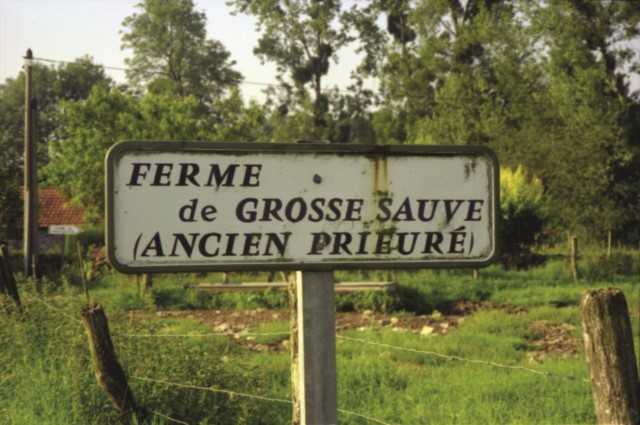 FERME
de GROSSE SAUVE
(ANCIEN PRIEURÉ)